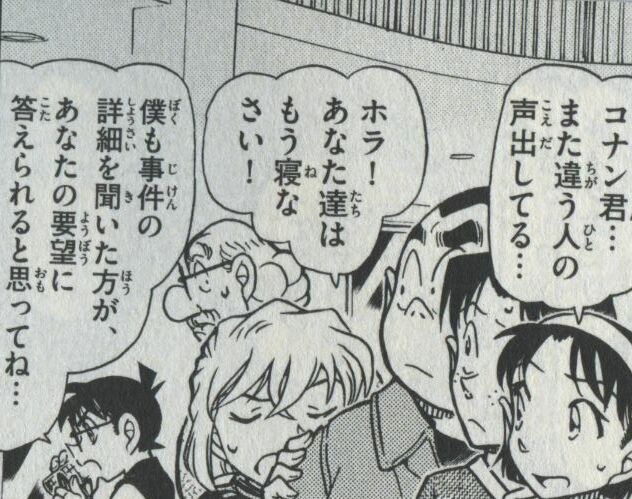 コナン君…
また違う人の
声出してる…
ホラ!
あなた達は
もう寝な
さい!
僕も事件の
詳細を聞いた方が、
あなたの要望に
答えられると思ってね…